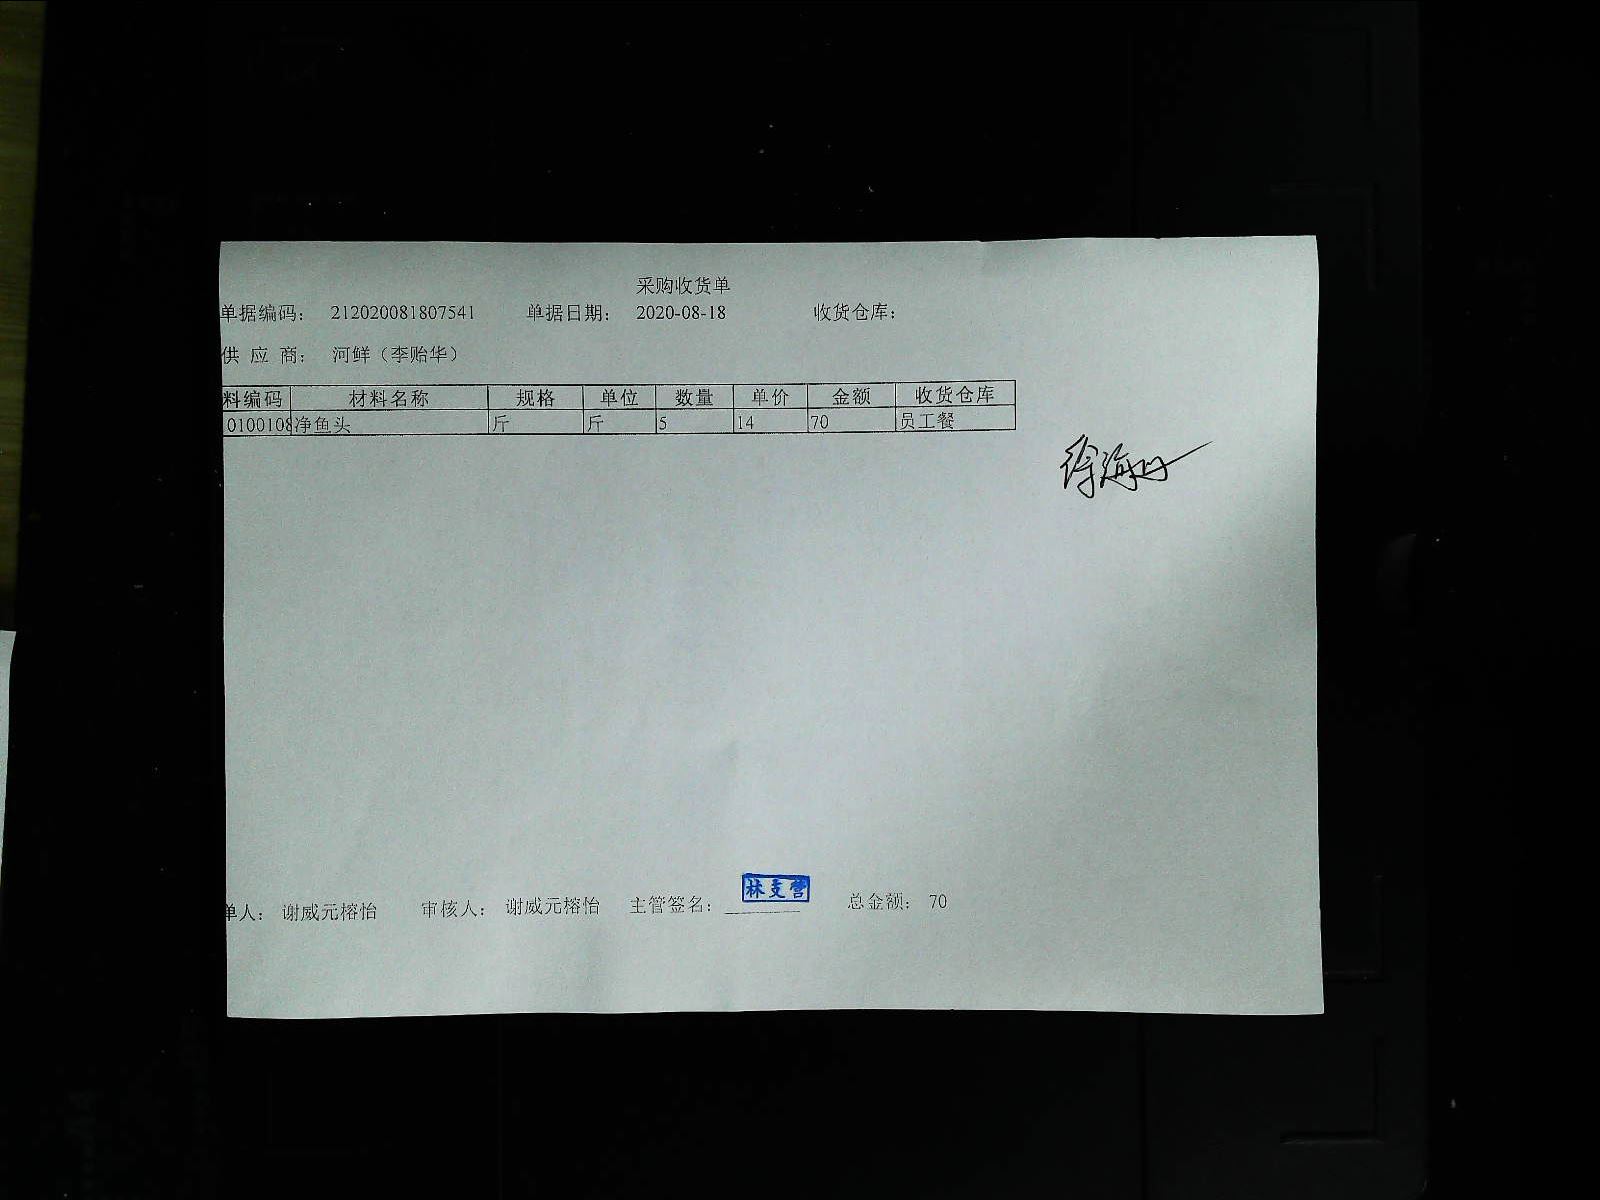 采购收货单
单据编码： 212020081807541 单据日期： 2020-08-18 收货仓库：
供 应 商： 河鲜（李贻华）
料编码 材料名称 规格 单位 数量 单价 金额 收货仓库
0100108 净鱼头 斤 斤 5 14 70 员工餐
徐海丹
单人： 谢威元榕怡 审核人： 谢威元榕怡 主管签名： 林支营 总金额： 70